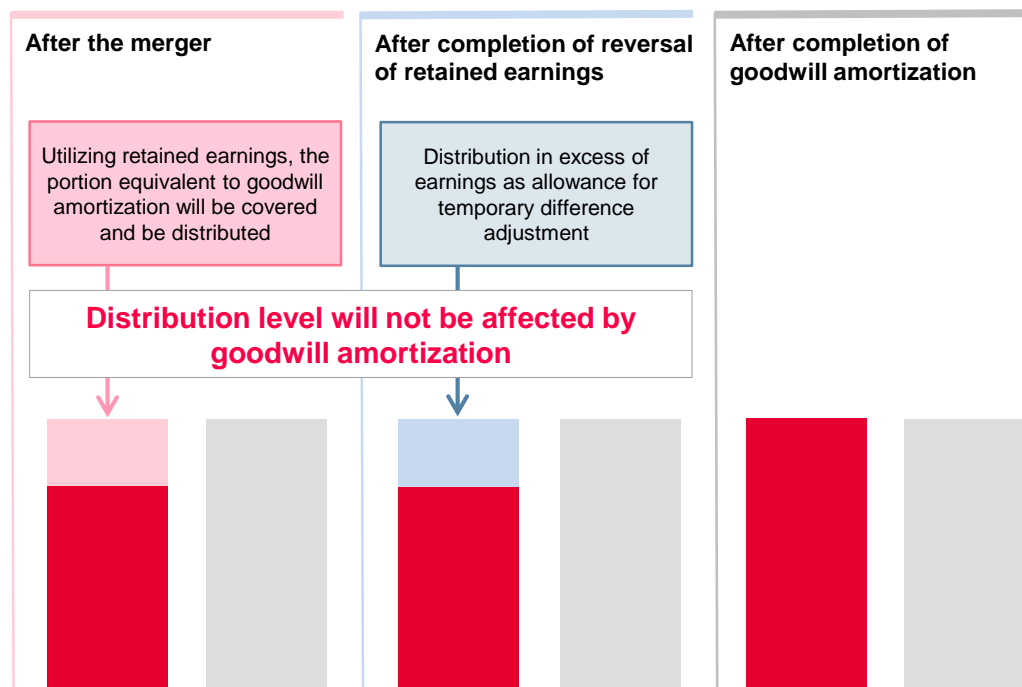 After the merger
Utilizing retained earnings, the
portion equivalent to goodwill
amortization will be covered
and be distributed
After completion of reversal
of retained earnings
Distribution in excess of
earnings as allowance for
temporary difference
adjustment
After completion of
goodwill amortization
Distribution level will not be affected by
goodwill amortization